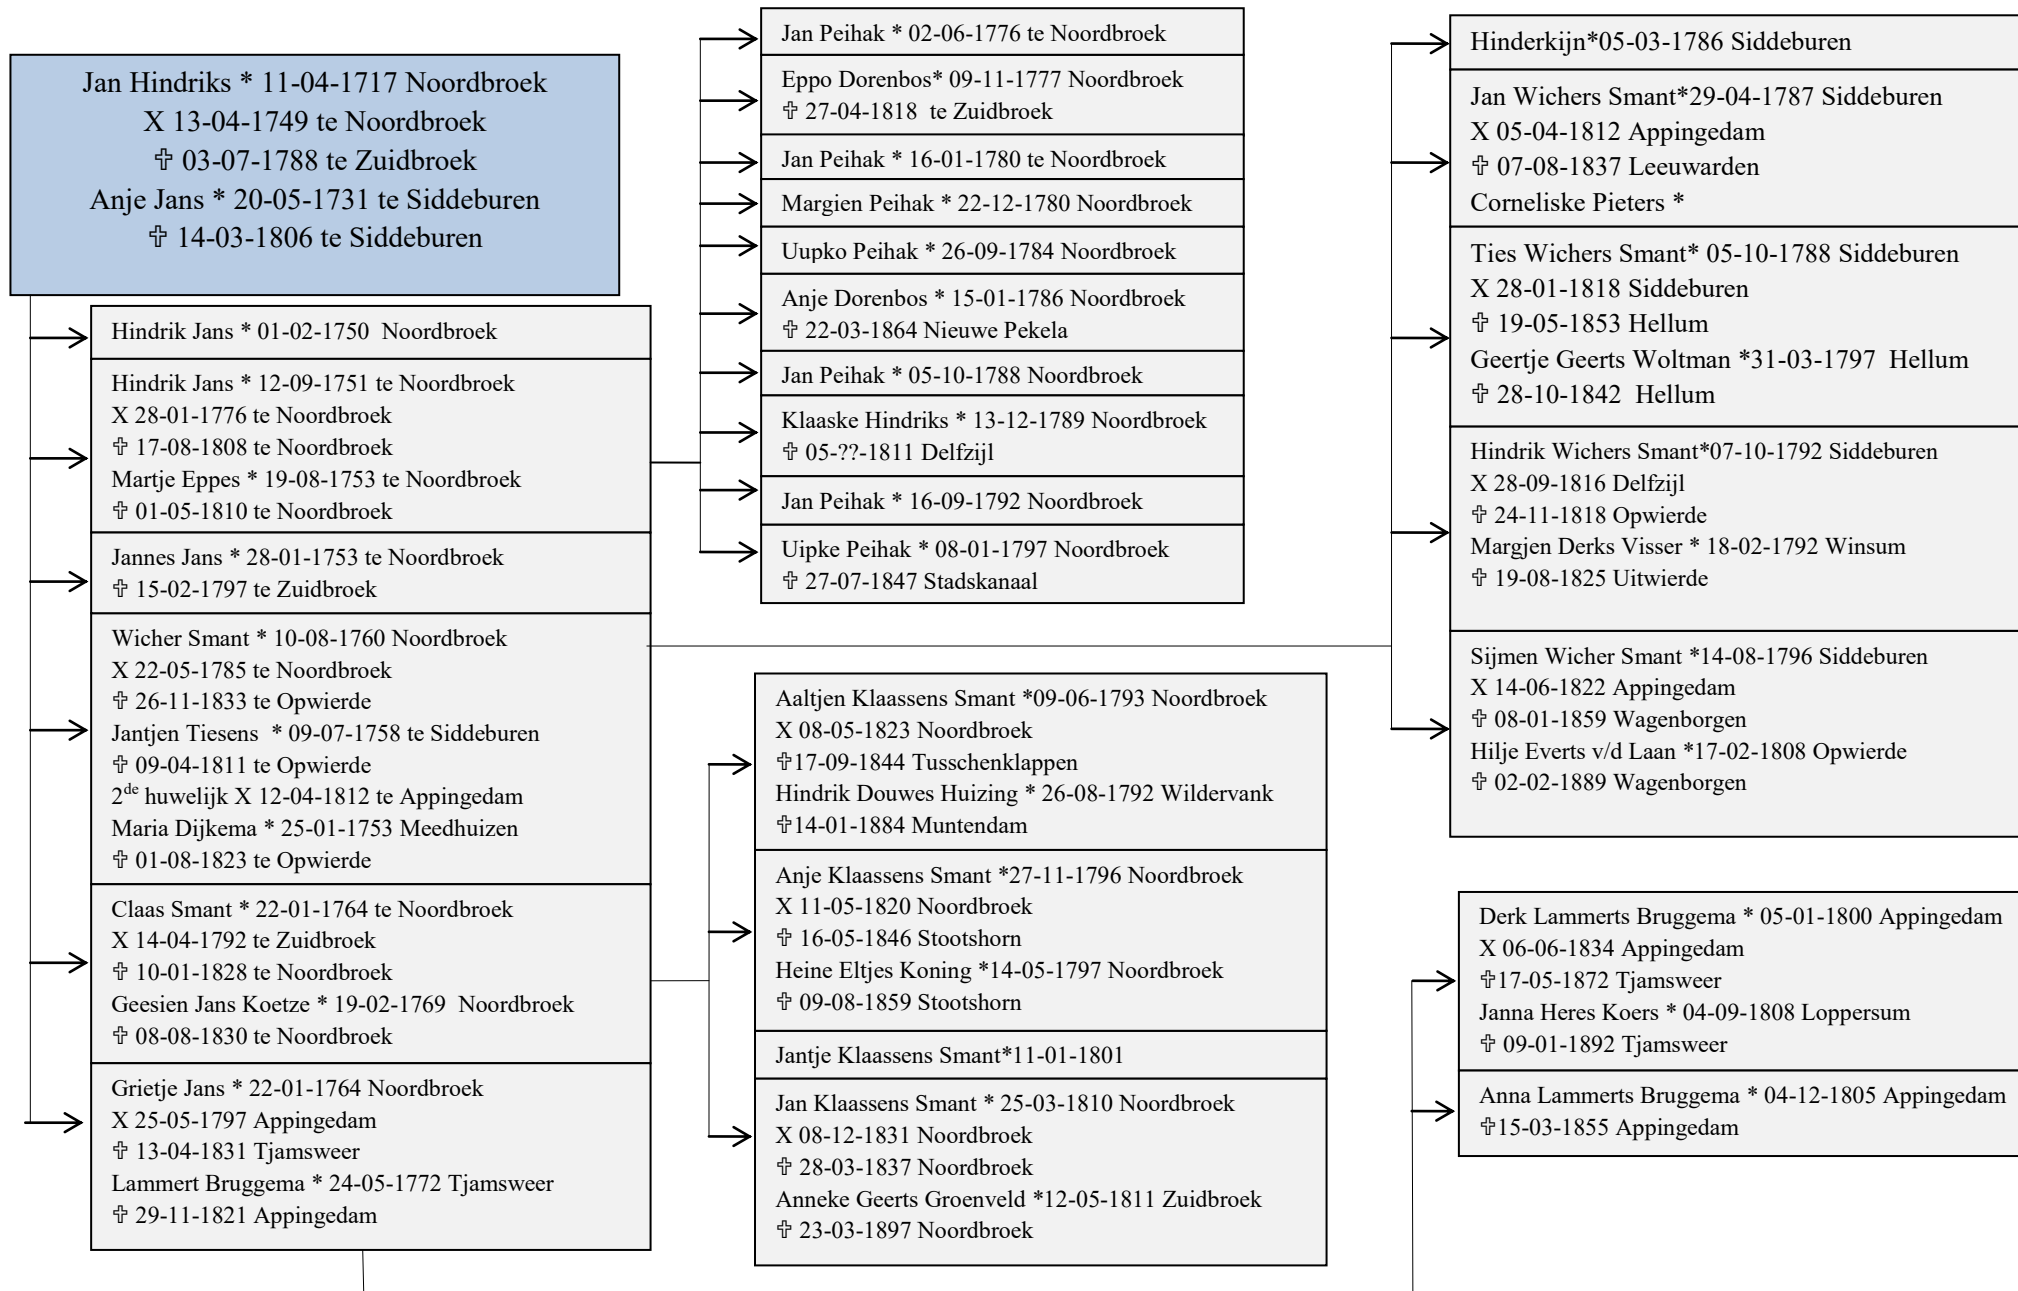 Jan Hindriks * 11-04-1717 Noordbroek
X 13-04-1749 te Noordbroek
✞ 03-07-1788 te Zuidbroek
Anje Jans * 20-05-1731 te Siddeburen
✞ 14-03-1806 te Siddeburen
Hindrik Jans * 01-02-1750 Noordbroek
Hindrik Jans * 12-09-1751 te Noordbroek
X 28-01-1776 te Noordbroek
✞ 17-08-1808 te Noordbroek
Martje Eppes * 19-08-1753 te Noordbroek
✞ 01-05-1810 te Noordbroek
Jannes Jans * 28-01-1753 te Noordbroek
✞ 15-02-1797 te Zuidbroek
Wicher Smant * 10-08-1760 Noordbroek
X 22-05-1785 te Noordbroek
✞ 26-11-1833 te Opwierde
Jantjen Tiesens * 09-07-1758 te Siddeburen
✞ 09-04-1811 te Opwierde
2de huwelijk X 12-04-1812 te Appingedam
Maria Dijkema * 25-01-1753 Meedhuizen
✞ 01-08-1823 te Opwierde
Claas Smant * 22-01-1764 te Noordbroek
X 14-04-1792 te Zuidbroek
✞ 10-01-1828 te Noordbroek
Geesien Jans Koetze * 19-02-1769 Noordbroek
✞ 08-08-1830 te Noordbroek
Grietje Jans * 22-01-1764 Noordbroek
X 25-05-1797 Appingedam
✞ 13-04-1831 Tjamsweer
Lammert Bruggema * 24-05-1772 Tjamsweer
✞ 29-11-1821 Appingedam
Jan Peihak * 02-06-1776 te Noordbroek
Eppo Dorenbos* 09-11-1777 Noordbroek
✞ 27-04-1818 te Zuidbroek
Jan Peihak * 16-01-1780 te Noordbroek
Margien Peihak * 22-12-1780 Noordbroek
Uupko Peihak * 26-09-1784 Noordbroek
Anje Dorenbos * 15-01-1786 Noordbroek
✞ 22-03-1864 Nieuwe Pekela
Jan Peihak * 05-10-1788 Noordbroek
Klaaske Hindriks * 13-12-1789 Noordbroek
✞ 05-??-1811 Delfzijl
Jan Peihak * 16-09-1792 Noordbroek
Uipke Peihak * 08-01-1797 Noordbroek
✞ 27-07-1847 Stadskanaal
Aaltjen Klaassens Smant *09-06-1793 Noordbroek
X 08-05-1823 Noordbroek
✞17-09-1844 Tusschenklappen
Hindrik Douwes Huizing * 26-08-1792 Wildervank
✞14-01-1884 Muntendam
Anje Klaassens Smant *27-11-1796 Noordbroek
X 11-05-1820 Noordbroek
✞ 16-05-1846 Stootshorn
Heine Eltjes Koning *14-05-1797 Noordbroek
✞ 09-08-1859 Stootshorn
Jantje Klaassens Smant*11-01-1801
Jan Klaassens Smant * 25-03-1810 Noordbroek
X 08-12-1831 Noordbroek
✞ 28-03-1837 Noordbroek
Anneke Geerts Groenveld *12-05-1811 Zuidbroek
✞ 23-03-1897 Noordbroek
Hinderkijn*05-03-1786 Siddeburen
Jan Wichers Smant*29-04-1787 Siddeburen
X 05-04-1812 Appingedam
✞ 07-08-1837 Leeuwarden
Corneliske Pieters *
Ties Wichers Smant* 05-10-1788 Siddeburen
X 28-01-1818 Siddeburen
✞ 19-05-1853 Hellum
Geertje Geerts Woltman *31-03-1797 Hellum
✞ 28-10-1842 Hellum
Hindrik Wichers Smant*07-10-1792 Siddeburen
X 28-09-1816 Delfzijl
✞ 24-11-1818 Opwierde
Margjen Derks Visser * 18-02-1792 Winsum
✞ 19-08-1825 Uitwierde
Sijmen Wicher Smant *14-08-1796 Siddeburen
X 14-06-1822 Appingedam
✞ 08-01-1859 Wagenborgen
Hilje Everts v/d Laan *17-02-1808 Opwierde
✞ 02-02-1889 Wagenborgen
Derk Lammerts Bruggema * 05-01-1800 Appingedam
X 06-06-1834 Appingedam
✞17-05-1872 Tjamsweer
Janna Heres Koers * 04-09-1808 Loppersum
✞ 09-01-1892 Tjamsweer
Anna Lammerts Bruggema * 04-12-1805 Appingedam
✞15-03-1855 Appingedam